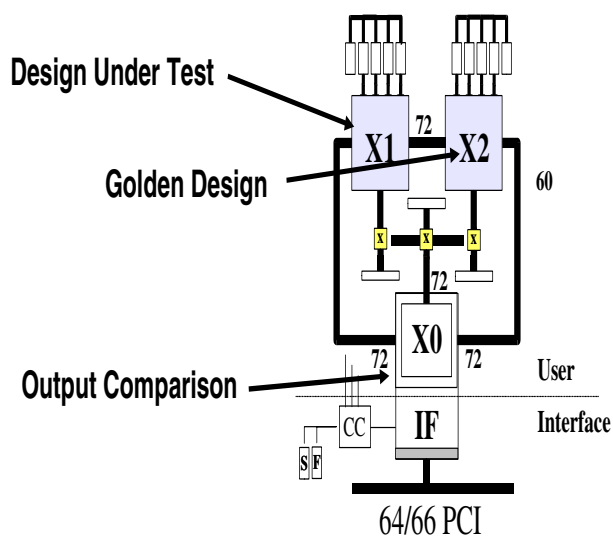 Design Under Test
72
X1
X2
Golden Design
60
x
x
x
72
X0
72
72
Output Comparison
User
CC
IF
Interface
S
F
64/66 PCI